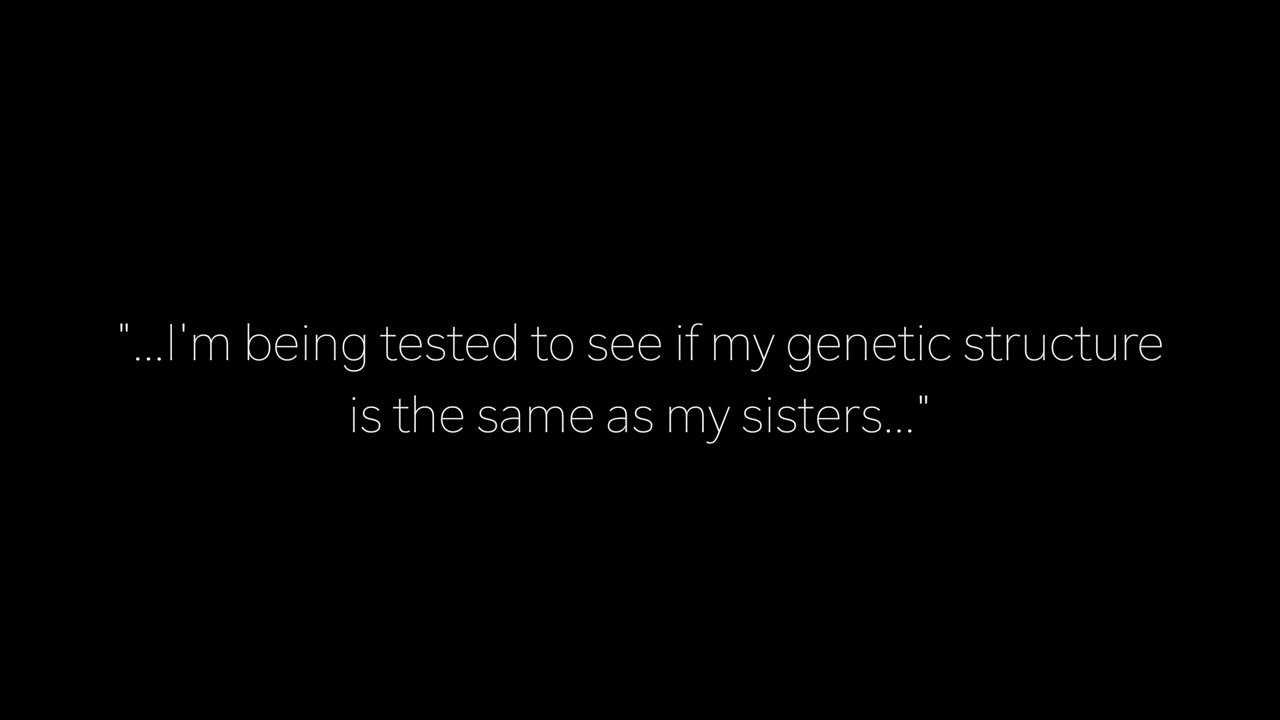 "...I'm being tested to see if my genetic structure
is the same as my sisters..."